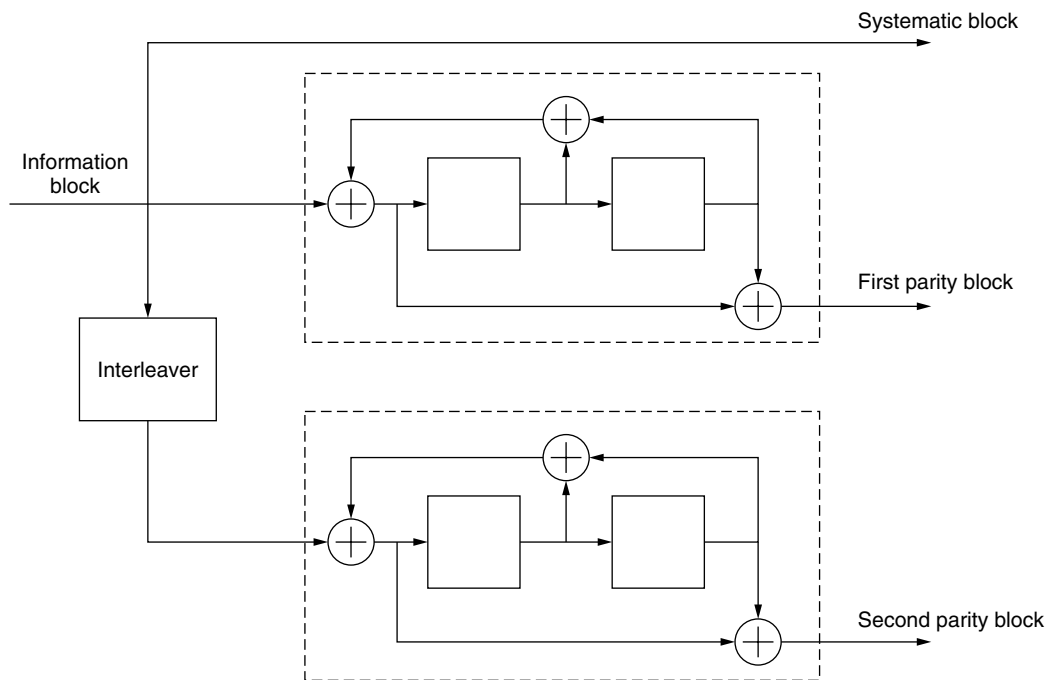 Systematic block
Information
block
First parity block
Interleaver
Second parity block